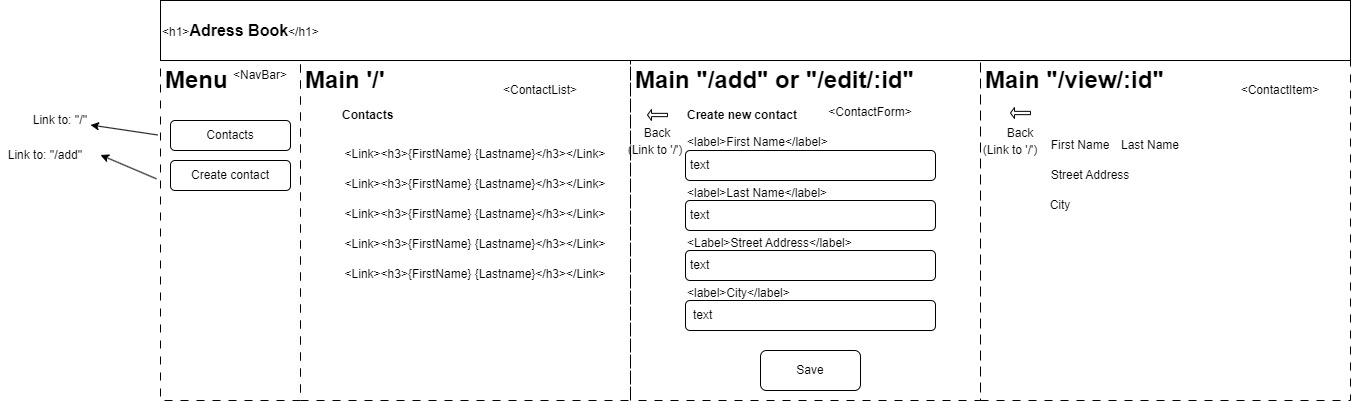 <h1>Adress Book</h1>
Link to: "/"
Link to: "/add"
Menu <NavBar>
Contacts
Create contact
Main '/'
<ContactList>
Contacts
<Link><h3>{FirstName} {Lastname}</h3></Link>
<Link><h3>{FirstName} {Lastname}</h3></Link>
<Link><h3>{FirstName} {Lastname}</h3></Link>
<Link><h3>{FirstName} {Lastname}</h3></Link>
<Link><h3>{FirstName} {Lastname}</h3></Link>
Main "/add" or "/edit/:id"
Back
(Link to '/')
Create new contact <ContactForm>
<label>First Name</label>
text
<label>Last Name</label>
text
<Label>Street Address</label>
text
<label>City</label>
text
Save
Main "/view/:id"
<ContactItem>
Back
(Link to '/')
First Name Last Name
Street Address
City